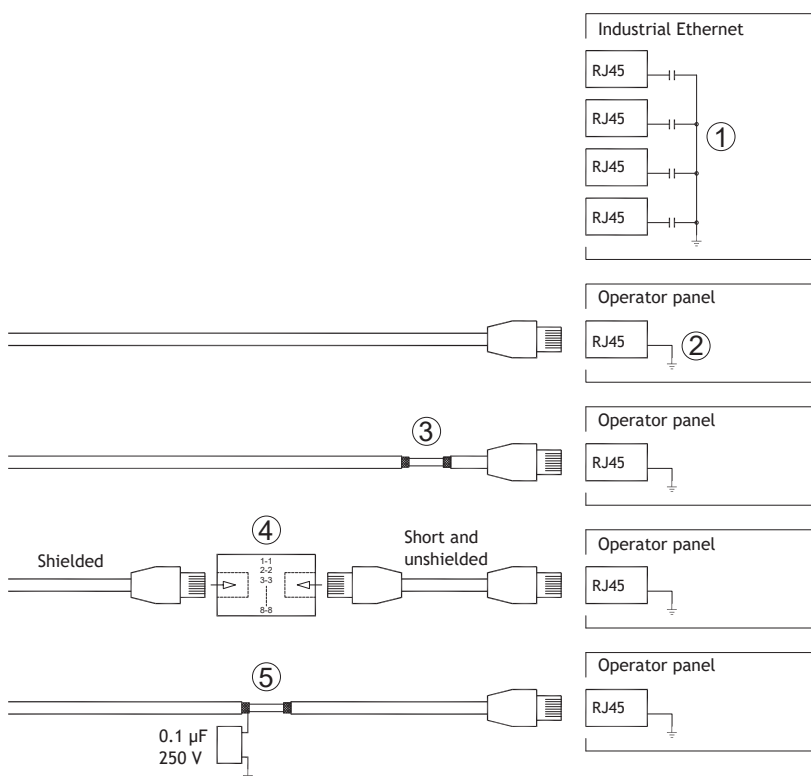 Industrial Ethernet
RJ45
RJ45
①
RJ45
RJ45
Operator panel
RJ45
②
Operator panel
③
RJ45
Operator panel
④
Short and
unshielded
Shielded
1-1
2-2
3-3
8-8
RJ45
Operator panel
⑤
RJ45
0.1 µF
250 V